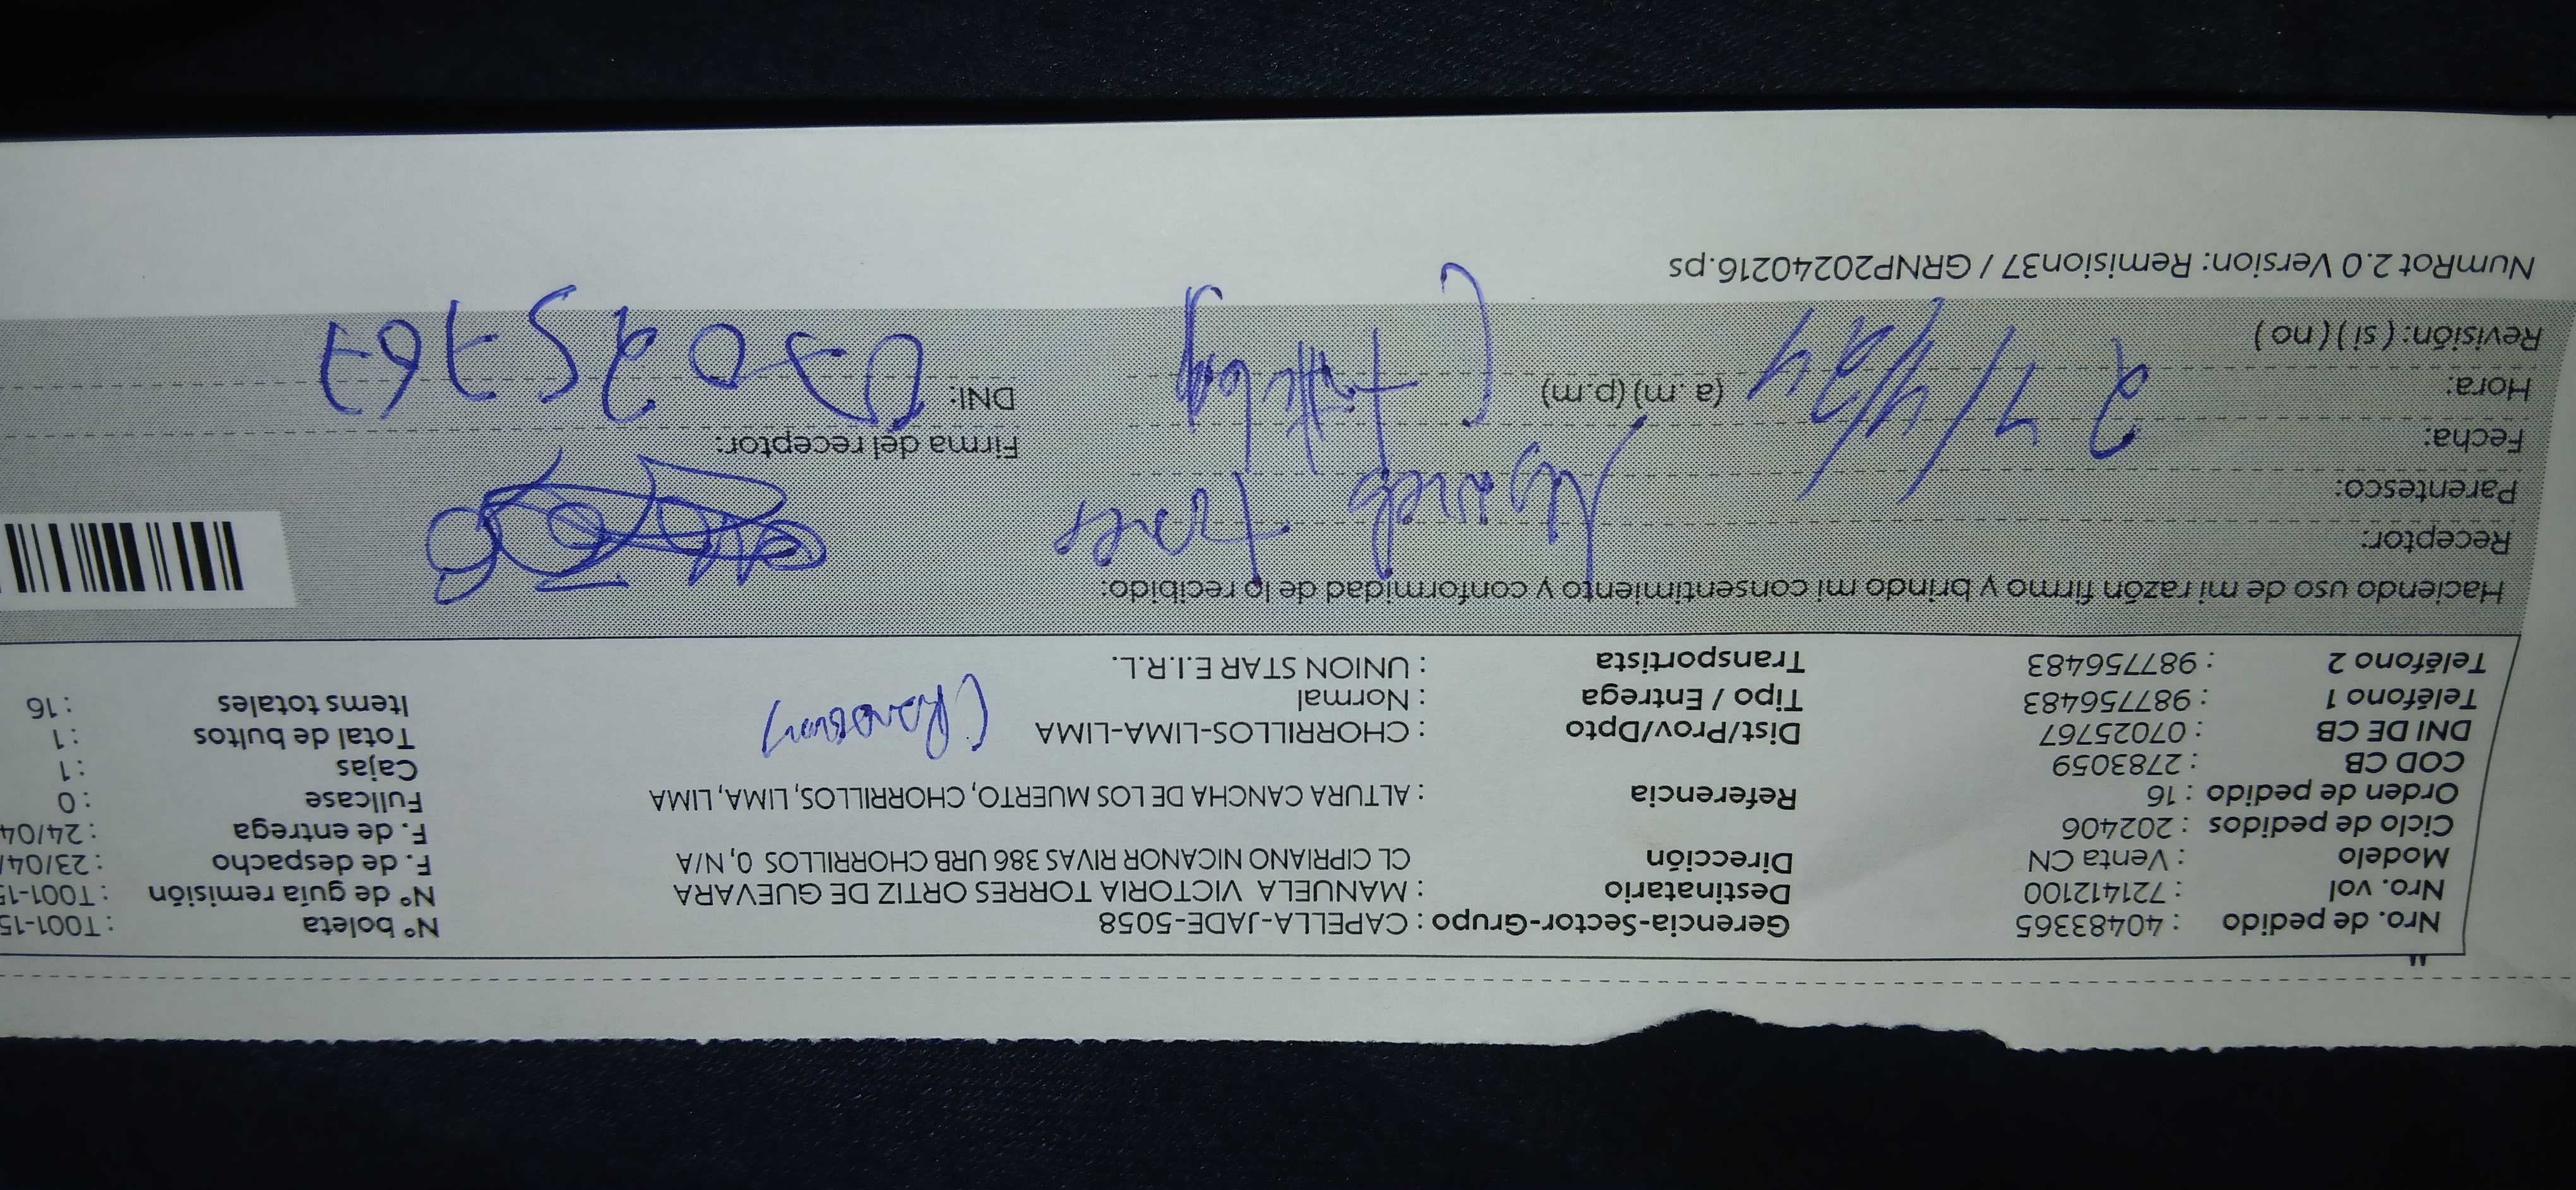 Nro. de pedido : 40483365 Gerencia-Sector-Grupo : CAPELLA-JADE-5058 N° boleta : T001-15
Nro. vol : 721412100 Destinatario : MANUELA VICTORIA TORRES ORTIZ DE GUEVARA N° de guía remisión : T001-15
Modelo : Venta CN Dirección CL CIPRIANO NICANOR RIVAS 386 URB CHORRILLOS 0, N/A F. de despacho : 23/04/
Ciclo de pedidos : 202406 F. de entrega : 24/04
Orden de pedido : 16 Referencia : ALTURA CANCHA DE LOS MUERTO, CHORRILLOS, LIMA, LIMA Fullcase : 0
COD CB : 2783059 Cajas : 1
DNI DE CB : 07025767 Dist/Prov/Dpto : CHORRILLOS-LIMA-LIMA Total de bultos : 1
Teléfono 1 : 987756483 Tipo / Entrega : Normal Items totales : 16
Teléfono 2 : 987756483 Transportista : UNION STAR E.I.R.L.
Haciendo uso de mi razón firmo y brindo mi consentimiento y conformidad de lo recibido:
Receptor:
Parentesco:
Fecha: 27/4/24 Firma del receptor:
Hora: (a.m) (p.m) DNI: 07025767
Revisión: ( si ) ( no )
NumRot 2.0 Version: Remision37 / GRNP20240216.ps